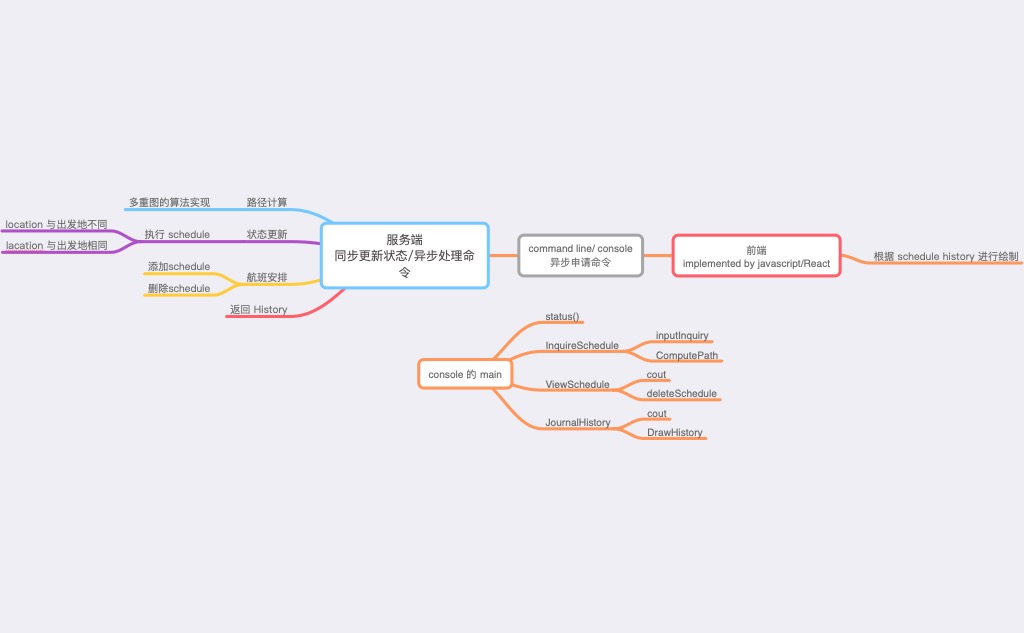 多重图的算法实现
路径计算
location 与出发地不同
执行 schedule
状态更新
lacation 与出发地相同
添加schedule
航班安排
删除schedule
返回 HIstory
服务端
同步更新状态/异步处理命
令
command line/ console
异步申请命令
前端
implemented by javascript/React
根据 schedule history 进行绘制
console 的 main
status()
InquireSchedule
inputInquiry
ComputePath
ViewSchedule
cout
deleteSchedule
JournalHistory
cout
DrawHistory